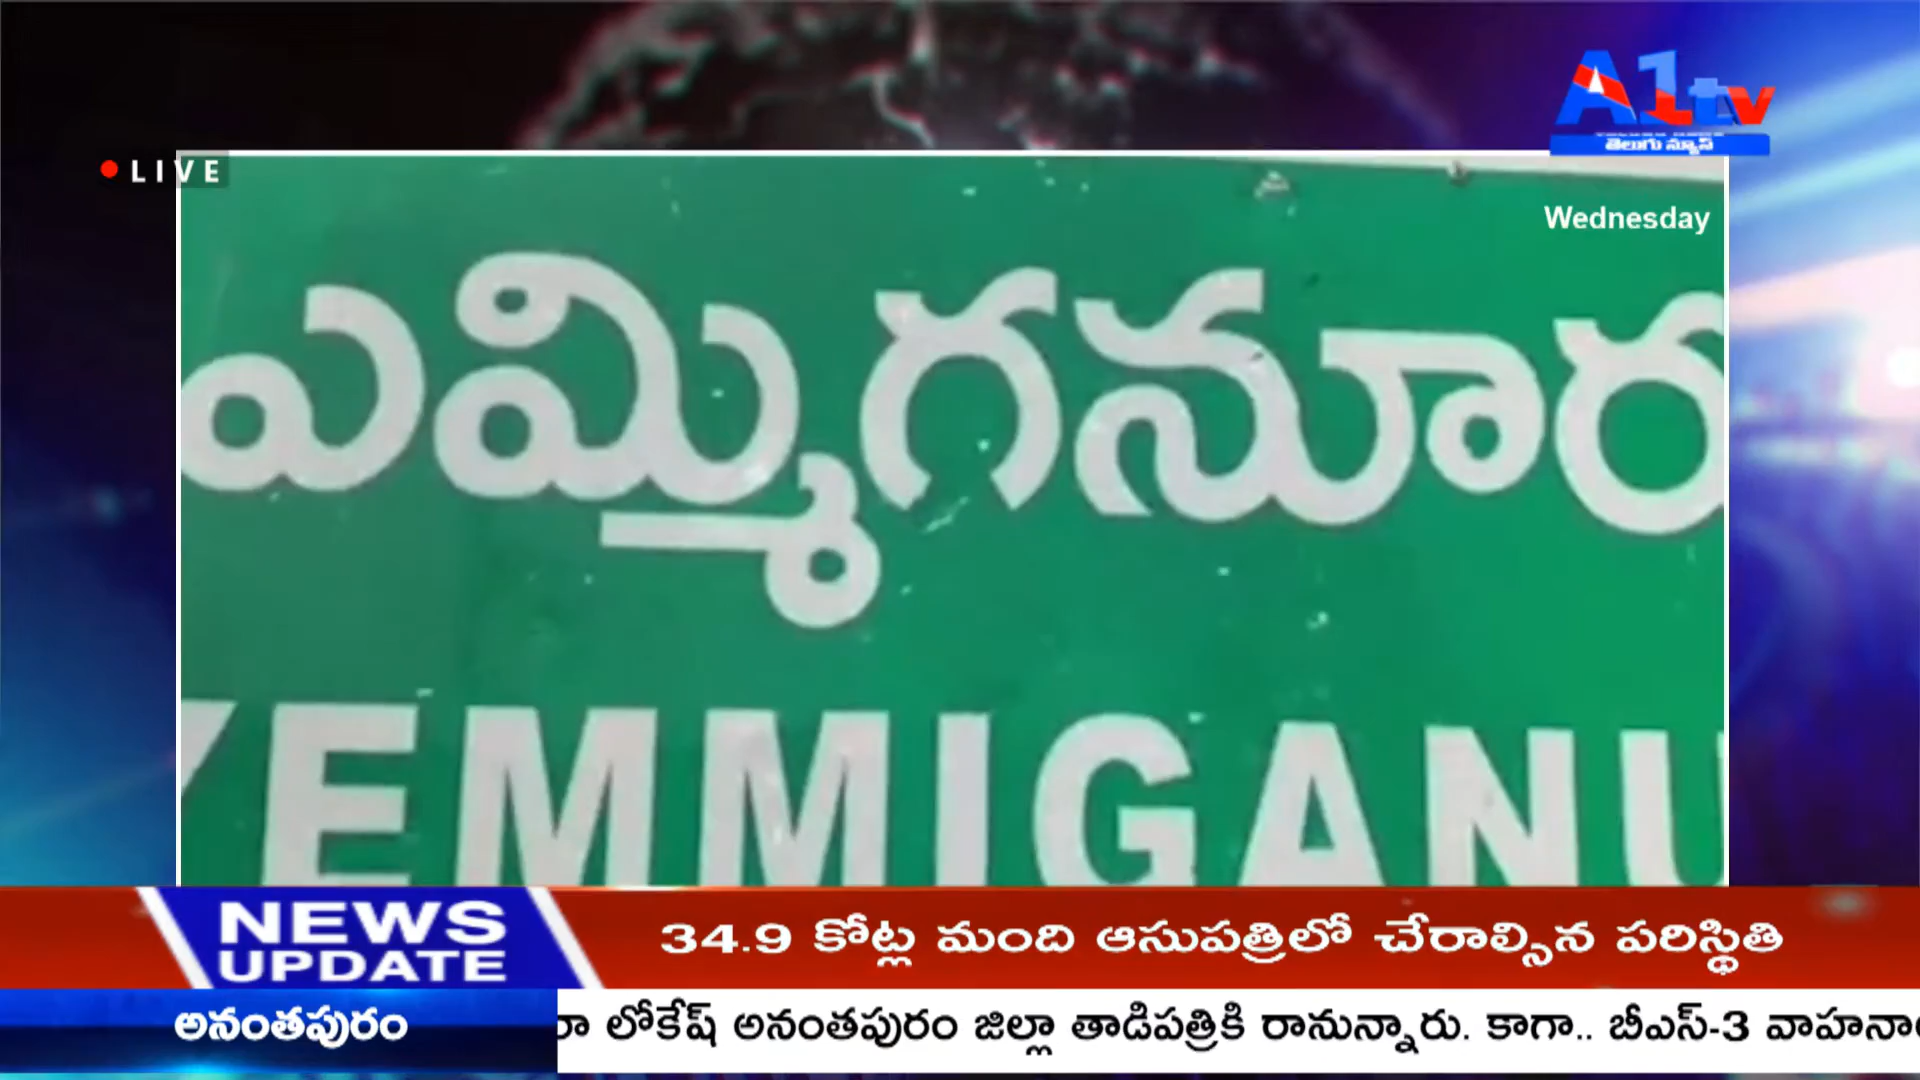 A1tv
తెలుగు న్యూస్
LIVE
Wednesday
ఎమ్మిగనూర
YEMMIGANU
NEWS
UPDATE
34.9 కోట్ల మంది ఆసుపత్రిలో చేరాల్సిన పరిస్థితి
అనంతపురం
రా లోకేష్ అనంతపురం జిల్లా తాడిపత్రికి రానున్నారు. కాగా.. బీఎస్-3 వాహనా